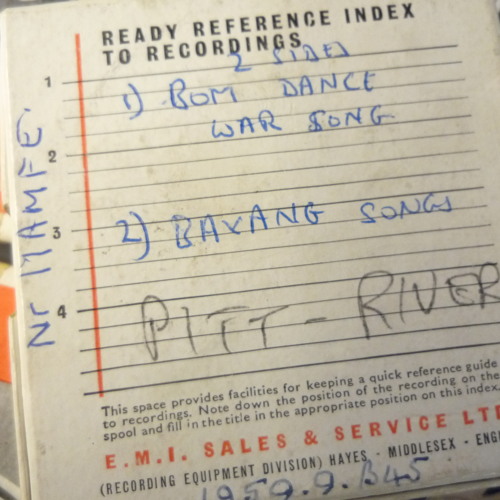 READY REFERENCE INDEX
TO RECORDINGS
2 SIDES
1
1) BOM DANCE
WAR SONG
2
3
2) BAYANG SONGS
4
PITT-RIVER
Nr MAMFE.
This space provides facilities for keeping a quick reference guide
to recordings. Note down the position of the recording on the
spool and fill in the title in the appropriate position on this index.
E.M.I. SALES & SERVICE LT
(RECORDING EQUIPMENT DIVISION) HAYES · MIDDLESEX · ENG
1959.9.B45